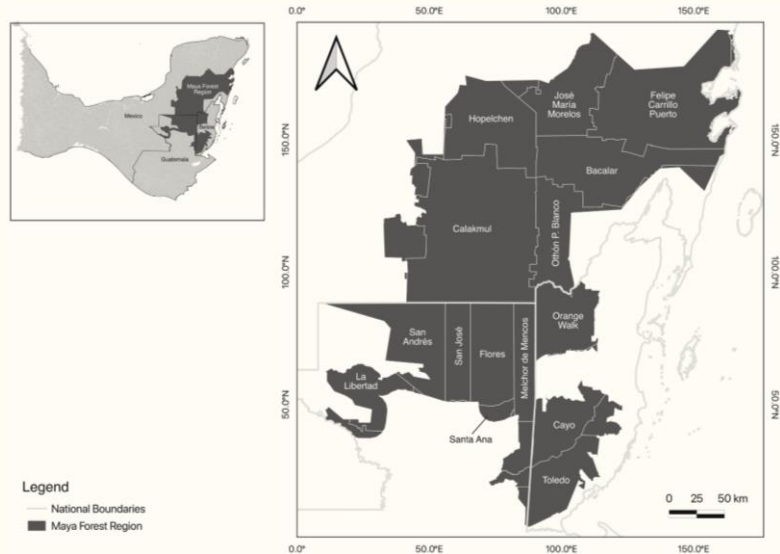 0.0°E 50.0°E 100.0°E 150.0°E
Maya Forest
Region
Mexico
Belize
Guatemala
150.0°N
100.0°N
50.0°N
José
María
Morelos
Felipe
Carrillo
Puerto
Hopelchen
Bacalar
Calakmul
Othón P. Blanco
Orange
Walk
San
Andrés
San José
Flores
Melchor de Mencos
La
Libertad
Santa Ana
Cayo
Toledo
150.0°N
100.0°N
50.0°N
Legend
National Boundaries
Maya Forest Region
0 25 50 km
0.0°E 50.0°E 100.0°E 150.0°E